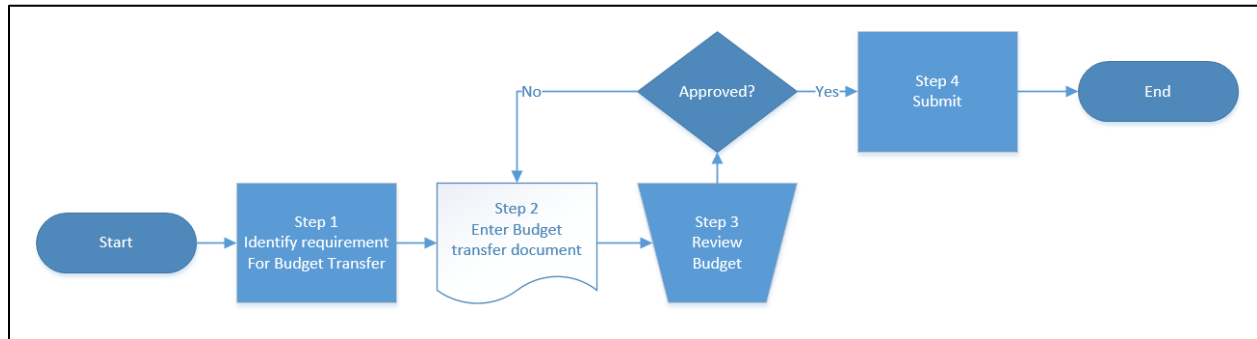 Start
Step 1
Identify requirement
For Budget Transfer
Step 2
Enter Budget
transfer document
Step 3
Review
Budget
Approved?
No
Yes
Step 4
Submit
End